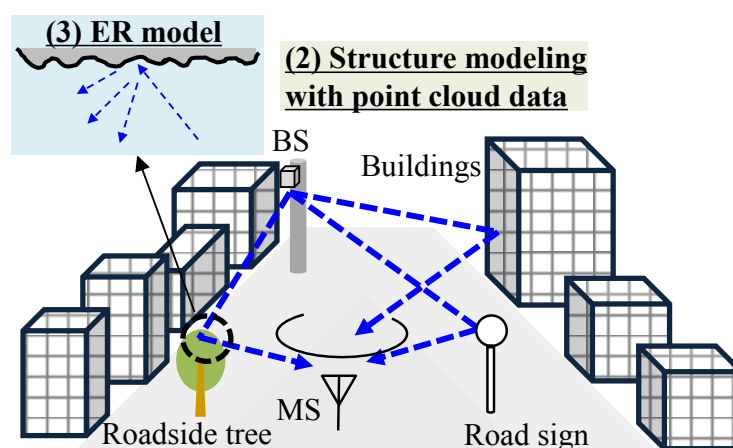 (3) ER model
(2) Structure modeling
with point cloud data
BS
Buildings
MS
Roadside tree
Road sign